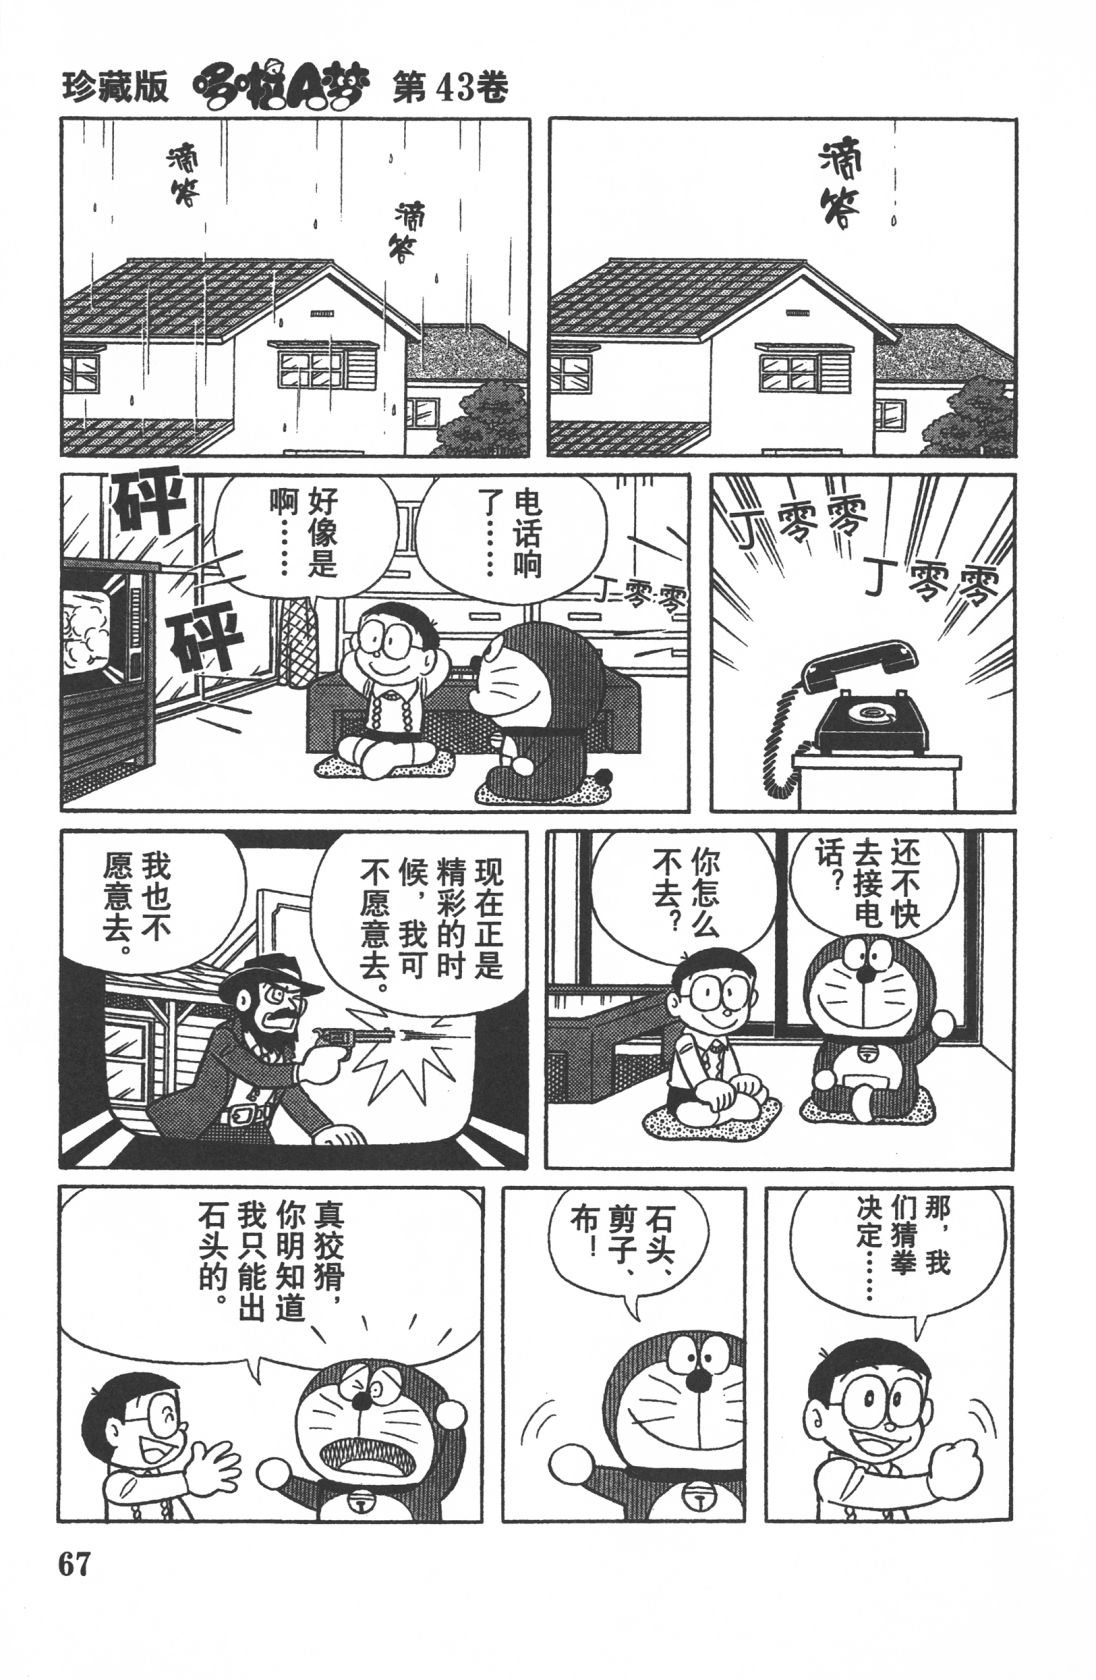 珍藏版 哆啦A梦 第43卷
滴答
滴答
滴答
丁零零
丁零零
电话响
了……
丁零零
好像是
啊……
砰
砰
还不快
去接电
话?
你怎么
不去?
现在正是
精彩的时
候，我可
不愿意去。
我也不
愿意去。
那，我
们猜拳
决定……
石头、
剪子、
布!
真狡猾，
你明知道
我只能出
石头的。
67